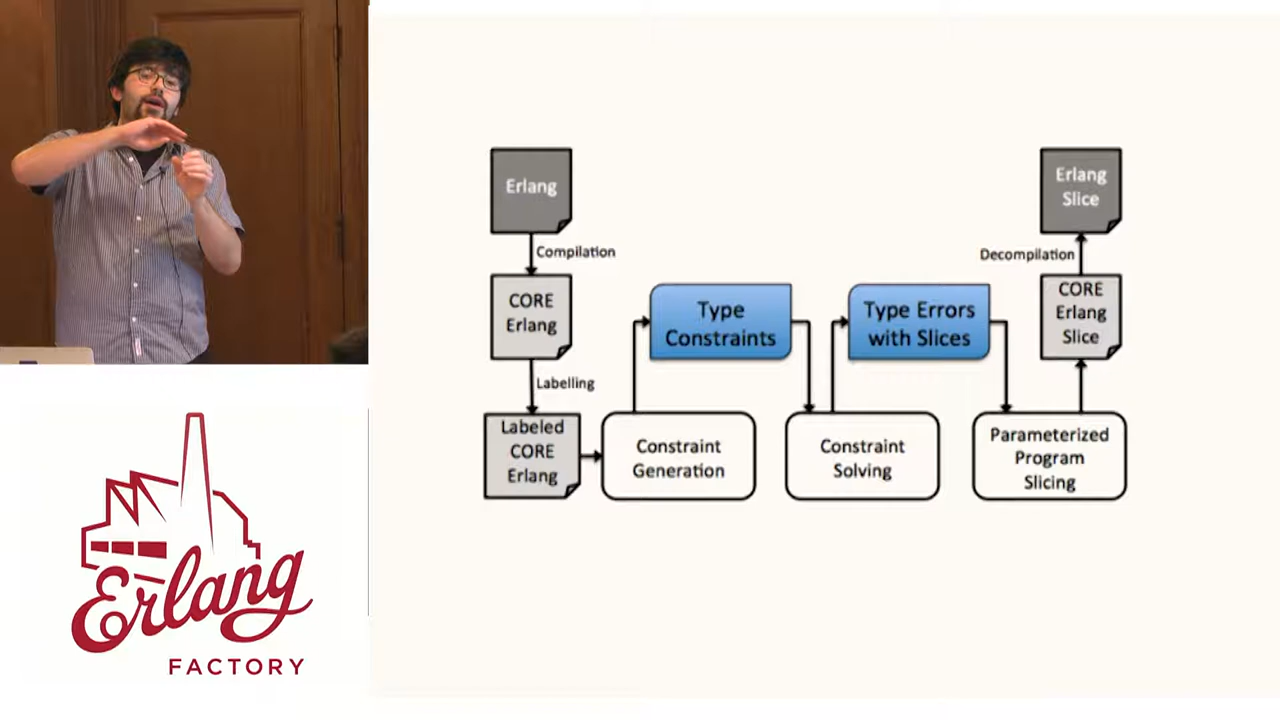 Erlang
Compilation
CORE
Erlang
Labelling
Labeled
CORE
Erlang
Constraint
Generation
Type
Constraints
Constraint
Solving
Type Errors
with Slices
Parameterized
Program
Slicing
CORE
Erlang
Slice
Decompilation
Erlang
Slice
Erlang
FACTORY